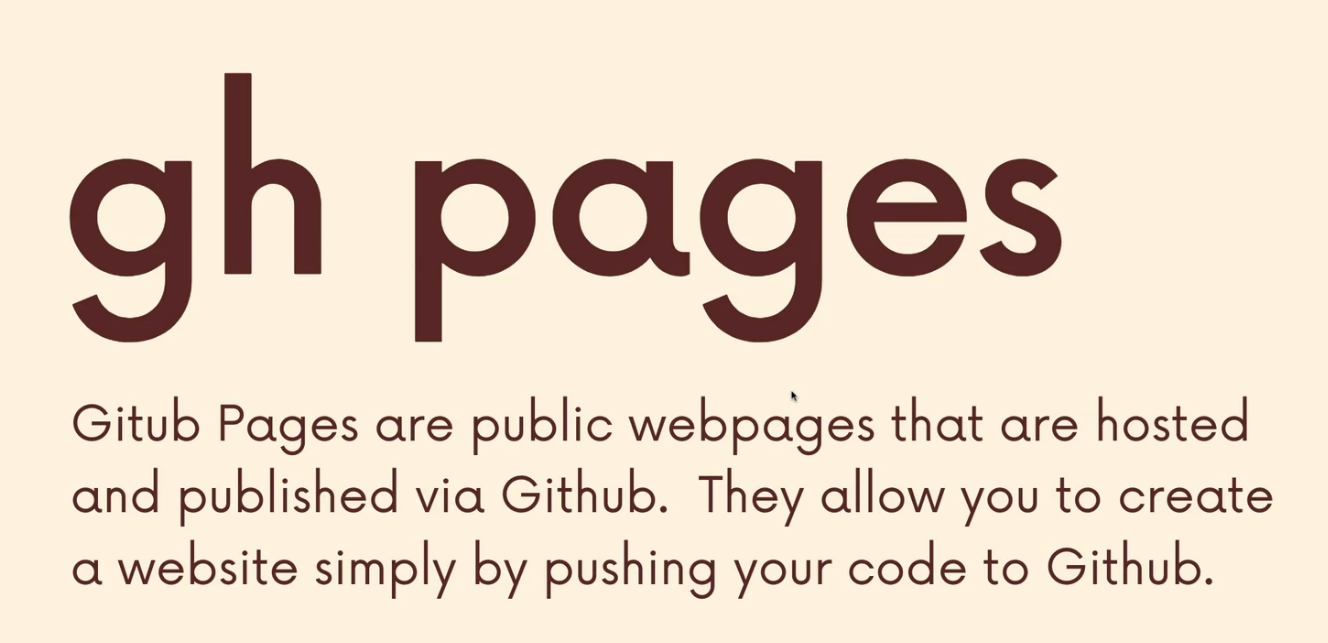 gh pages
Gitub Pages are public webpages that are hosted
and published via Github.  They allow you to create
a website simply by pushing your code to Github.